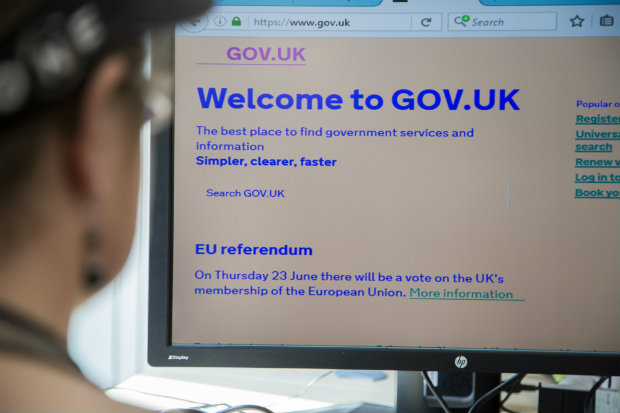 https://www.gov.uk
Search
GOV.UK
Welcome to GOV.UK
The best place to find government services and
information
Simpler, clearer, faster
Search GOV.UK
Popular o
Register
Univers
search
Renew
Log in to
Book yo
EU referendum
On Thursday 23 June there will be a vote on the UK's
membership of the European Union. More information
Display
hp